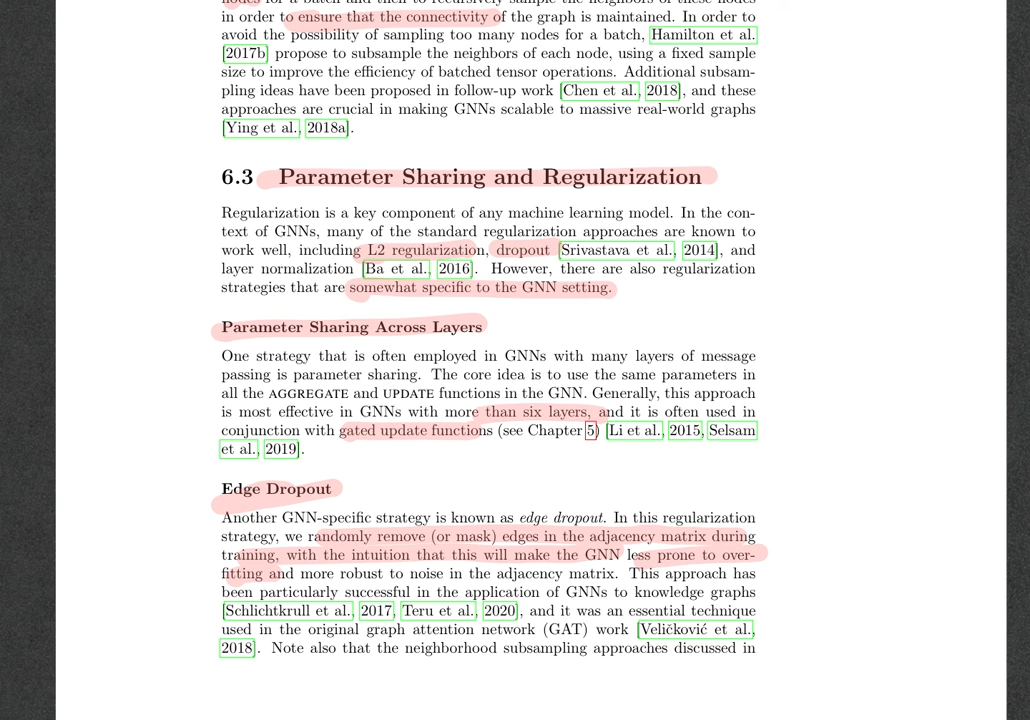 in order to ensure that the connectivity of the graph is maintained. In order to
avoid the possibility of sampling too many nodes for a batch, Hamilton et al.
[2017b] propose to subsample the neighbors of each node, using a fixed sample
size to improve the efficiency of batched tensor operations. Additional subsam-
pling ideas have been proposed in follow-up work [Chen et al., 2018], and these
approaches are crucial in making GNNs scalable to massive real-world graphs
[Ying et al., 2018a].
6.3 Parameter Sharing and Regularization
Regularization is a key component of any machine learning model. In the con-
text of GNNs, many of the standard regularization approaches are known to
work well, including L2 regularization, dropout [Srivastava et al., 2014], and
layer normalization [Ba et al., 2016]. However, there are also regularization
strategies that are somewhat specific to the GNN setting.
Parameter Sharing Across Layers
One strategy that is often employed in GNNs with many layers of message
passing is parameter sharing. The core idea is to use the same parameters in
all the AGGREGATE and UPDATE functions in the GNN. Generally, this approach
is most effective in GNNs with more than six layers, and it is often used in
conjunction with gated update functions (see Chapter 5) [Li et al., 2015, Selsam
et al., 2019].
Edge Dropout
Another GNN-specific strategy is known as edge dropout. In this regularization
strategy, we randomly remove (or mask) edges in the adjacency matrix during
training, with the intuition that this will make the GNN less prone to over-
fitting and more robust to noise in the adjacency matrix. This approach has
been particularly successful in the application of GNNs to knowledge graphs
[Schlichtkrull et al., 2017, Teru et al., 2020], and it was an essential technique
used in the original graph attention network (GAT) work [Veličković et al.,
2018]. Note also that the neighborhood subsampling approaches discussed in